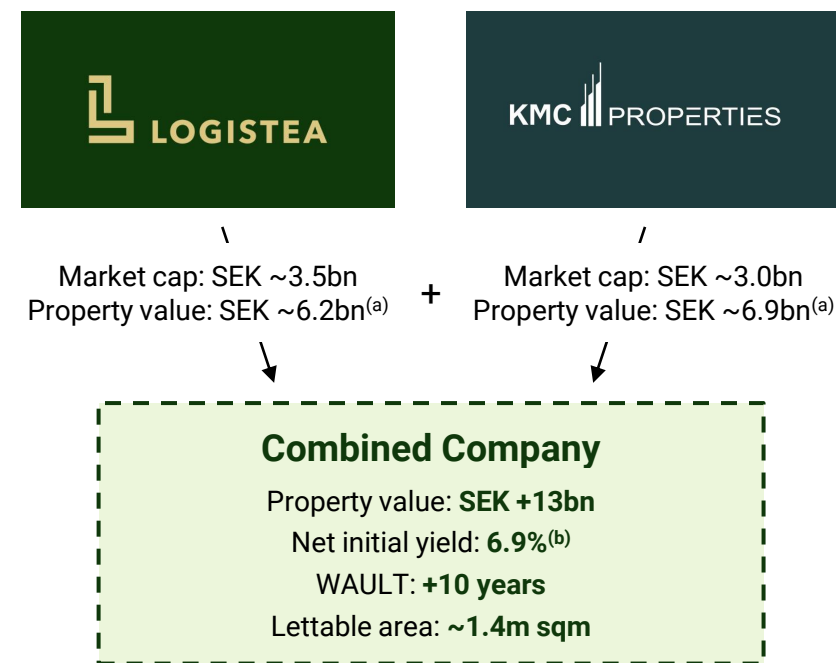 LOGISTEA
KMC PROPERTIES
Market cap: SEK ~3.5bn
Property value: SEK ~6.2bn(a)
+
Market cap: SEK ~3.0bn
Property value: SEK ~6.9bn(a)
Combined Company
Property value: SEK +13bn
Net initial yield: 6.9%(b)
WAULT: +10 years
Lettable area: ~1.4m sqm